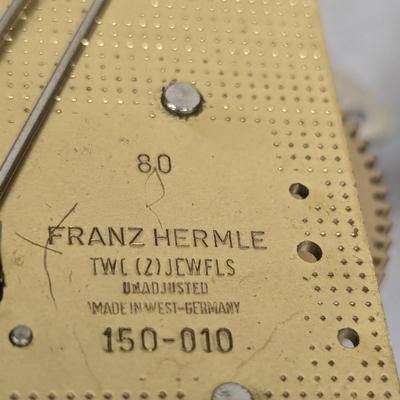 80
FRANZ HERMLE
TWO (2) JEWELS
UNADJUSTED
MADE IN WEST-GERMANY
150-010